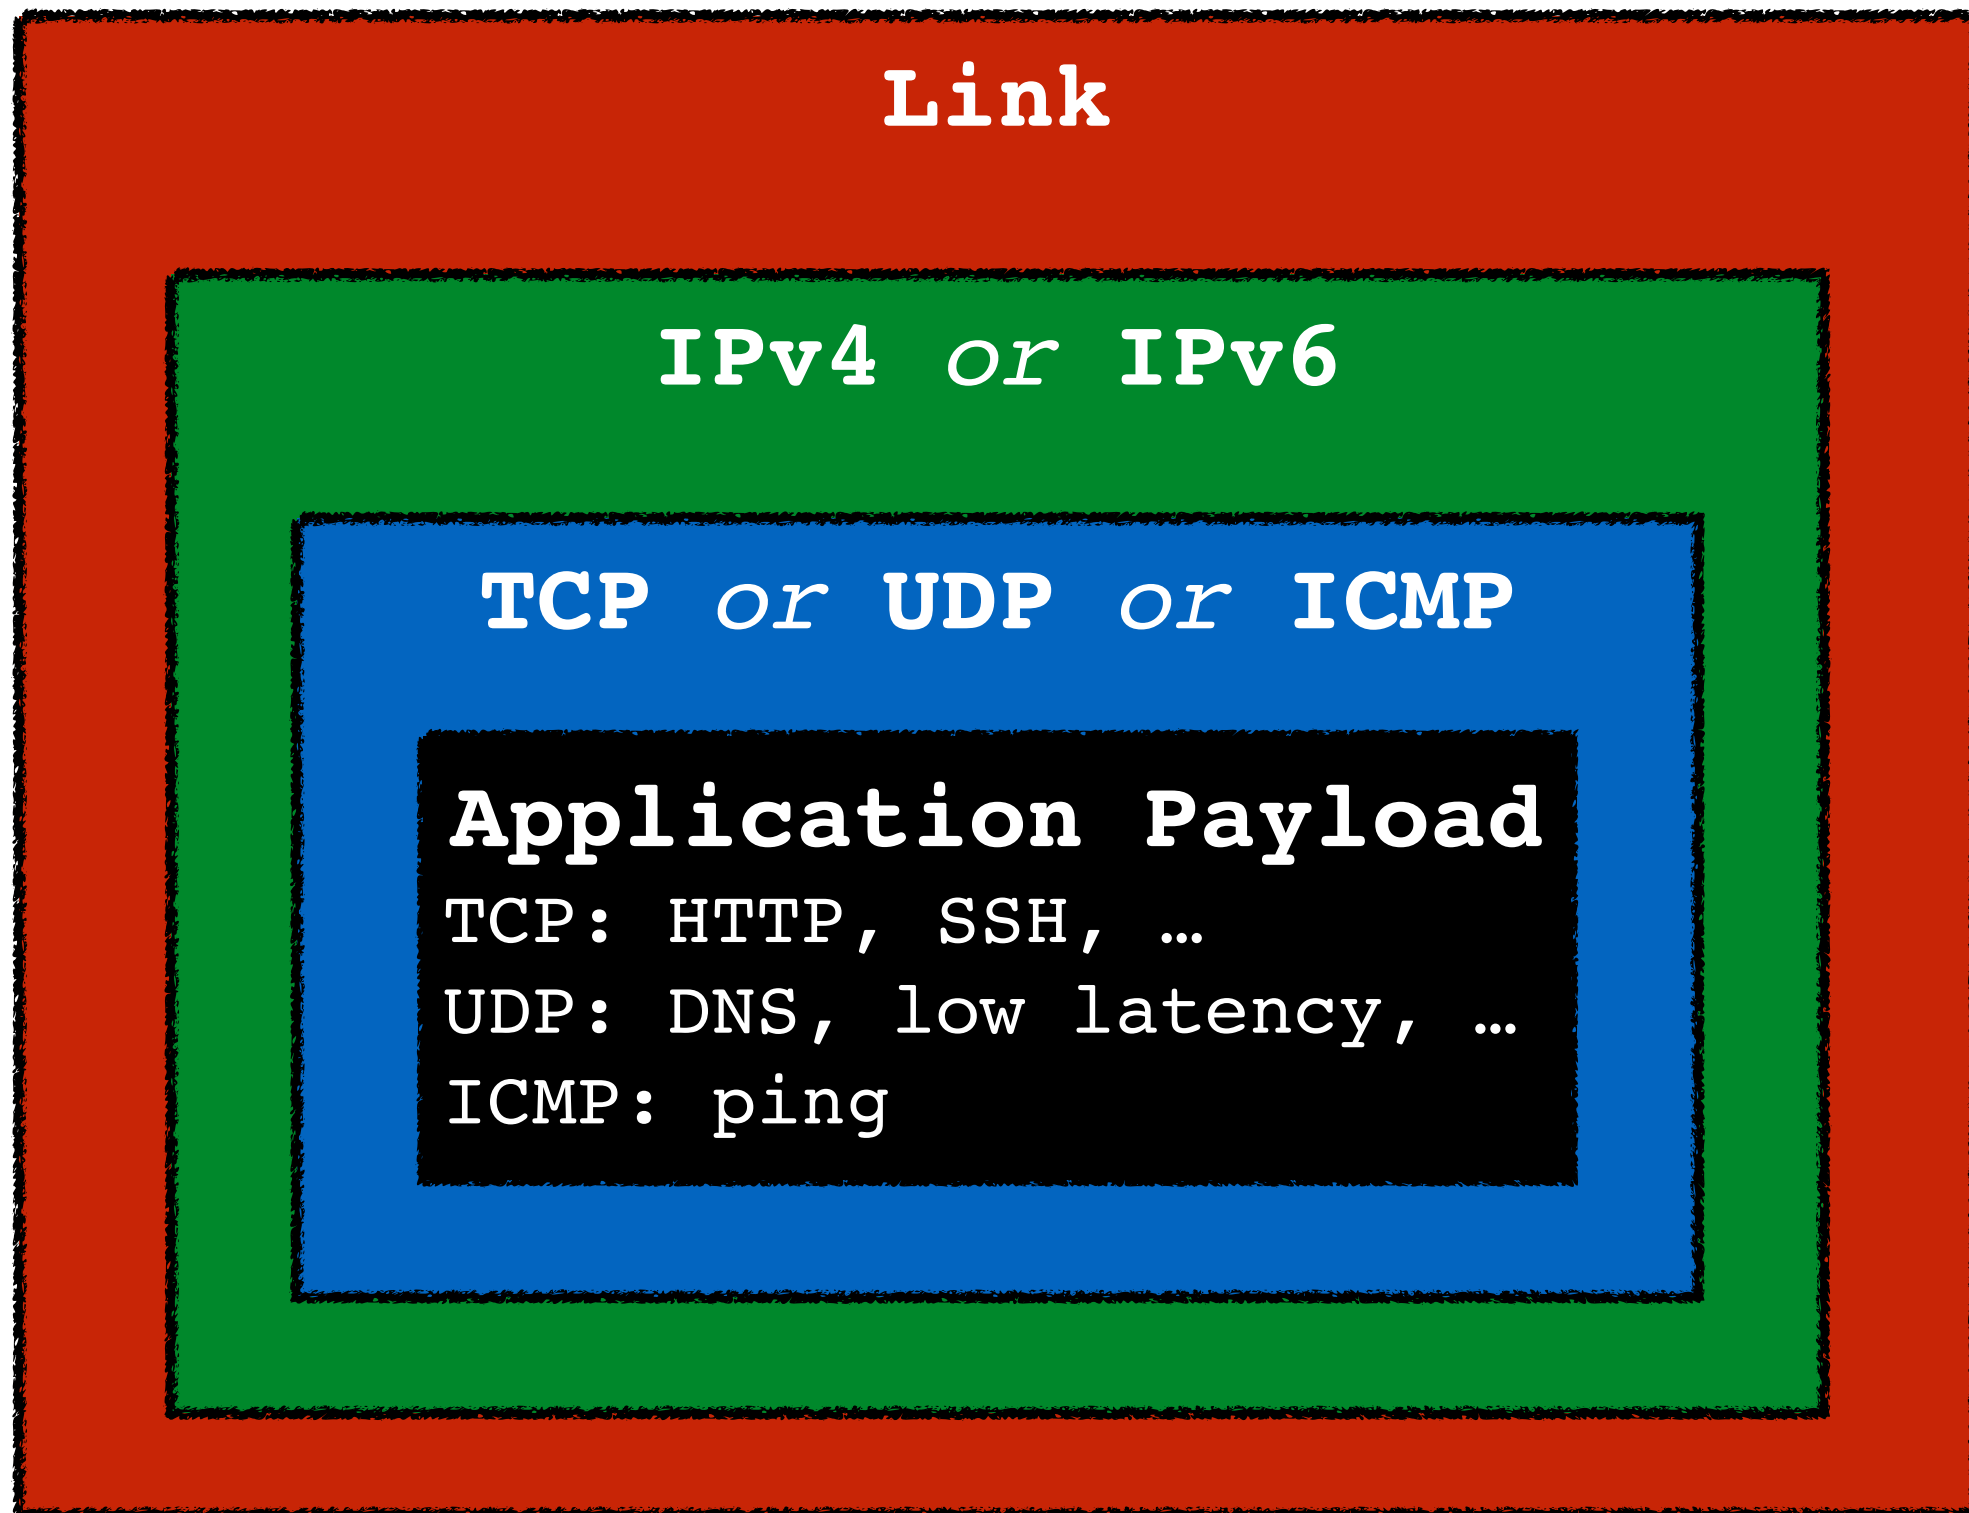 Link
IPv4 or IPv6
TCP or UDP or ICMP
Application Payload
TCP: HTTP, SSH, …
UDP: DNS, low latency, …
ICMP: ping